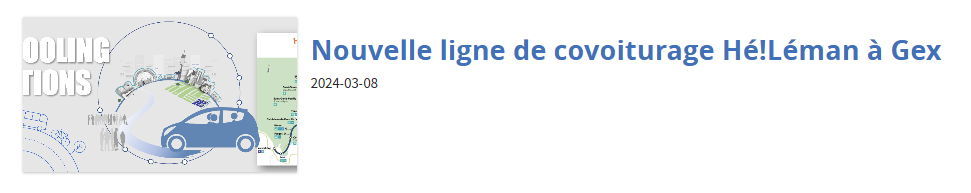 OOLING
TIONS
Nouvelle ligne de covoiturage Hé!Léman à Gex
2024-03-08